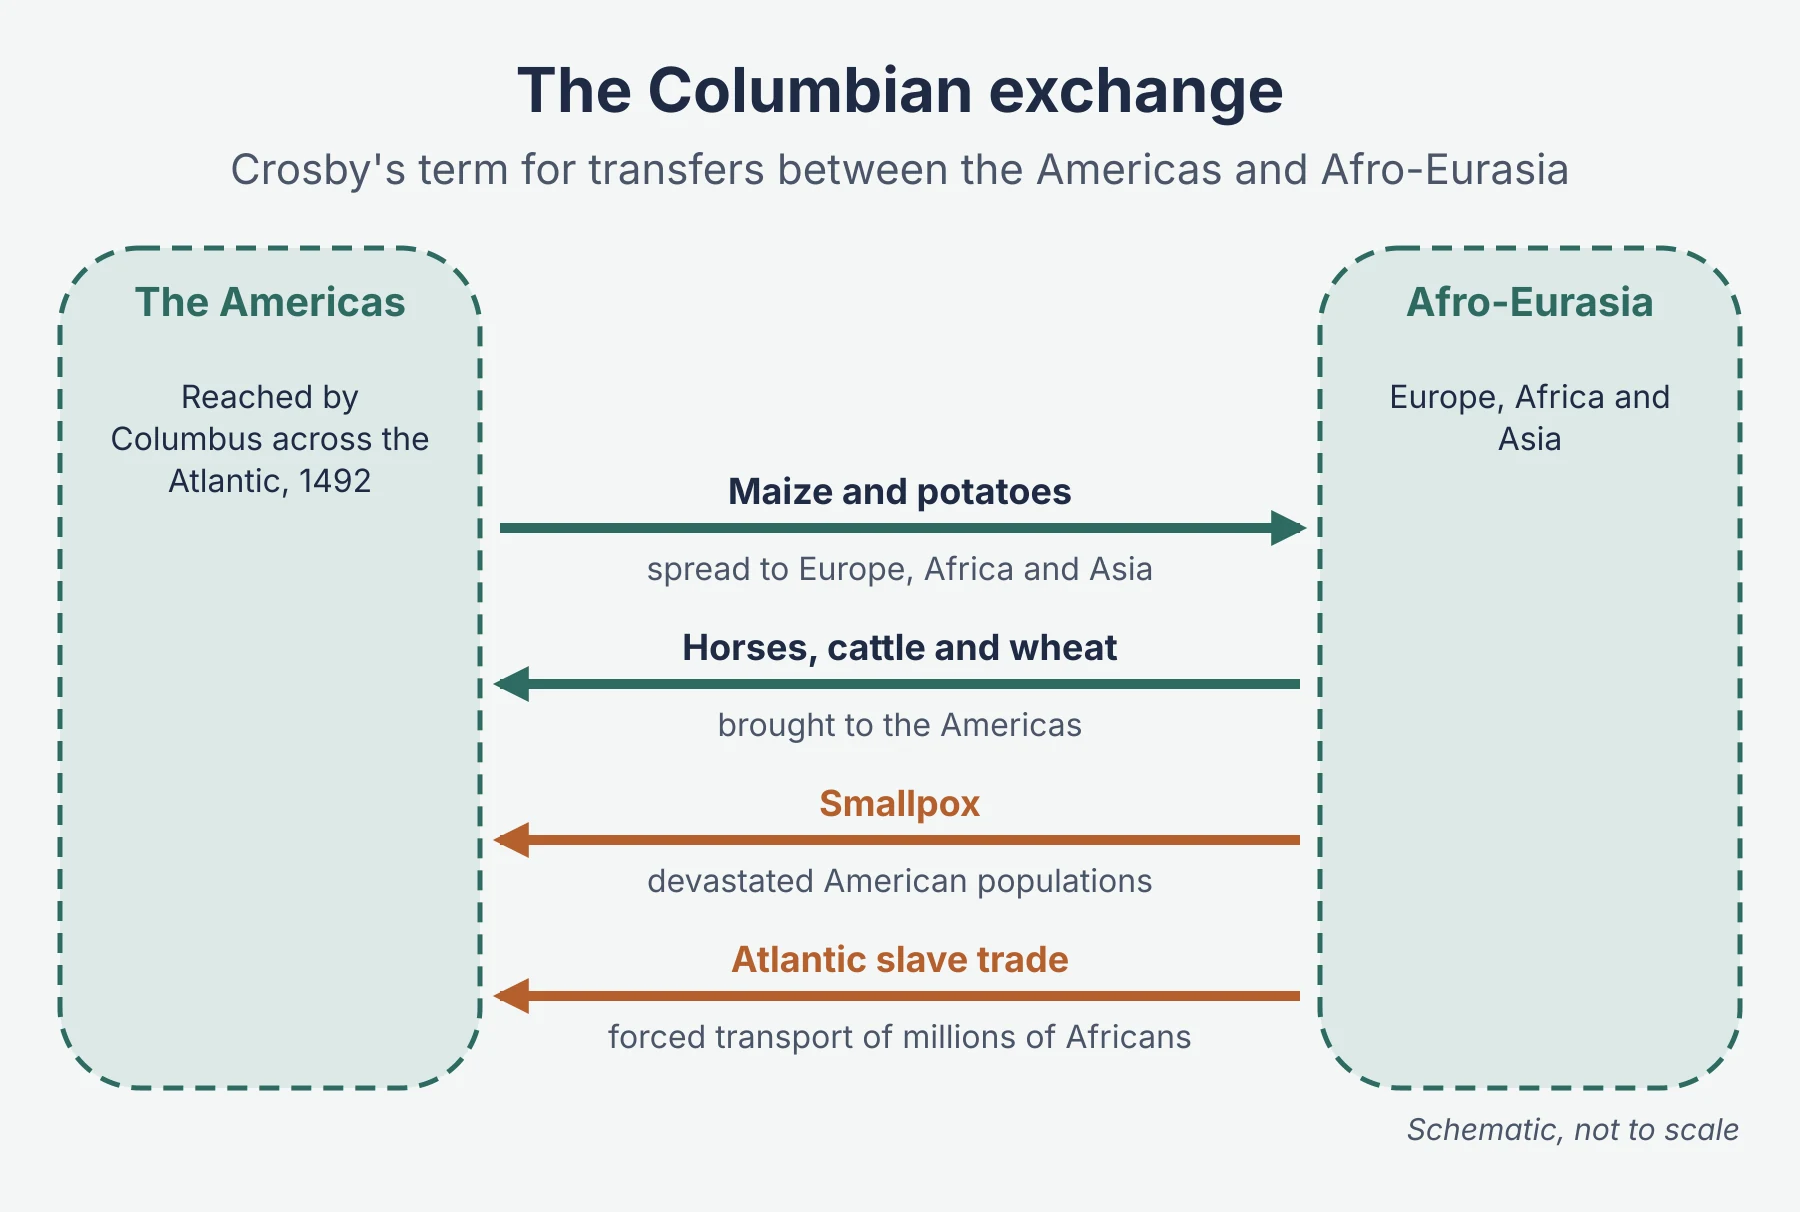 The Columbian exchange
Crosby's term for transfers between the Americas and Afro-Eurasia
The Americas
Reached by
Columbus across the
Atlantic, 1492
Afro-Eurasia
Europe, Africa and
Asia
Maize and potatoes
spread to Europe, Africa and Asia
Horses, cattle and wheat
brought to the Americas
Smallpox
devastated American populations
Atlantic slave trade
forced transport of millions of Africans
Schematic, not to scale